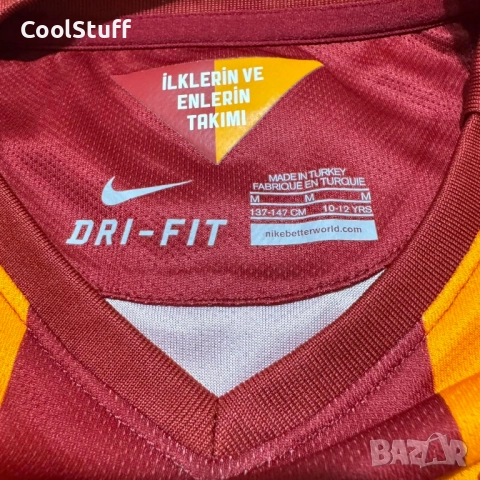 CoolStuff
İLKLERİN VE
ENLERİN
TAKIMI
DRI-FIT
MADE IN TURKEY
FABRIQUE EN TURQUIE
M M M
137-147 CM 10-12 YRS
nikebetterworld.com
BAZAR